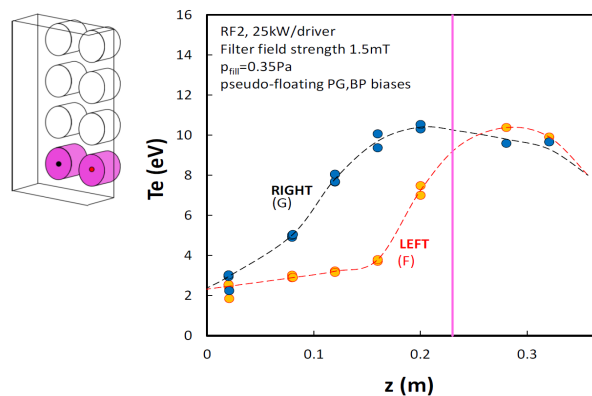 16
14
12
10
8
6
4
2
0
Te (eV)
RF2, 25kW/driver
Filter field strength 1.5mT
p_fill=0.35Pa
pseudo-floating PG,BP biases
RIGHT
(G)
LEFT
(F)
0
0.1
0.2
0.3
z (m)